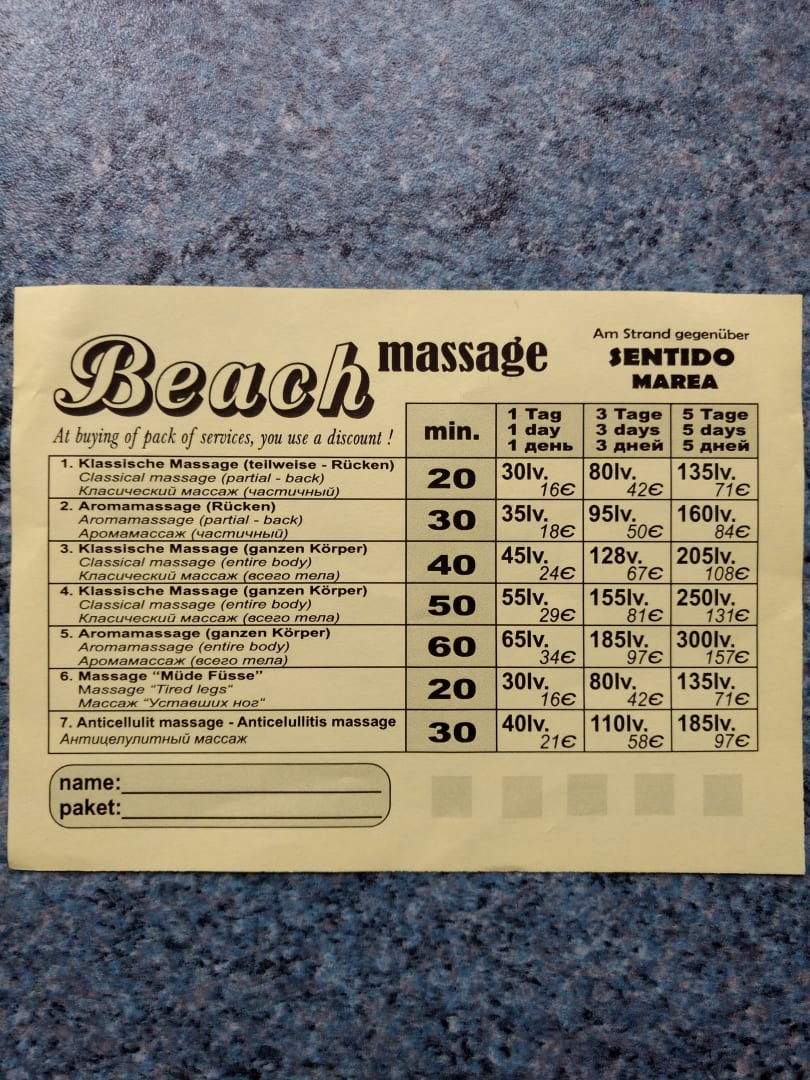 Beach massage
Am Strand gegenüber
SENTIDO
MAREA
At buying of pack of services, you use a discount !
min.
1 Tag
1 day
1 день
3 Tage
3 days
3 дней
5 Tage
5 days
5 дней
1. Klassische Massage (teilweise - Rücken)
Classical massage (partial - back)
Класический массаж (частичный)
20
30lv.
16€
80lv.
42€
135lv.
71€
2. Aromamassage (Rücken)
Aromamassage (partial - back)
Аромамассаж (частичный)
30
35lv.
18€
95lv.
50€
160lv.
84€
3. Klassische Massage (ganzen Körper)
Classical massage (entire body)
Класический массаж (всего тела)
40
45lv.
24€
128v.
67€
205lv.
108€
4. Klassische Massage (ganzen Körper)
Classical massage (entire body)
Класический массаж (всего тела)
50
55lv.
29€
155lv.
81€
250lv.
131€
5. Aromamassage (ganzen Körper)
Aromamassage (entire body)
Аромамассаж (всего тела)
60
65lv.
34€
185lv.
97€
300lv.
157€
6. Massage "Müde Füsse"
Massage "Tired legs"
Массаж "Уставших ног"
20
30lv.
16€
80lv.
42€
135lv.
71€
7. Anticellulit massage - Anticelullitis massage
Антицелулитный массаж
30
40lv.
21€
110lv.
58€
185lv.
97€
name:
paket: